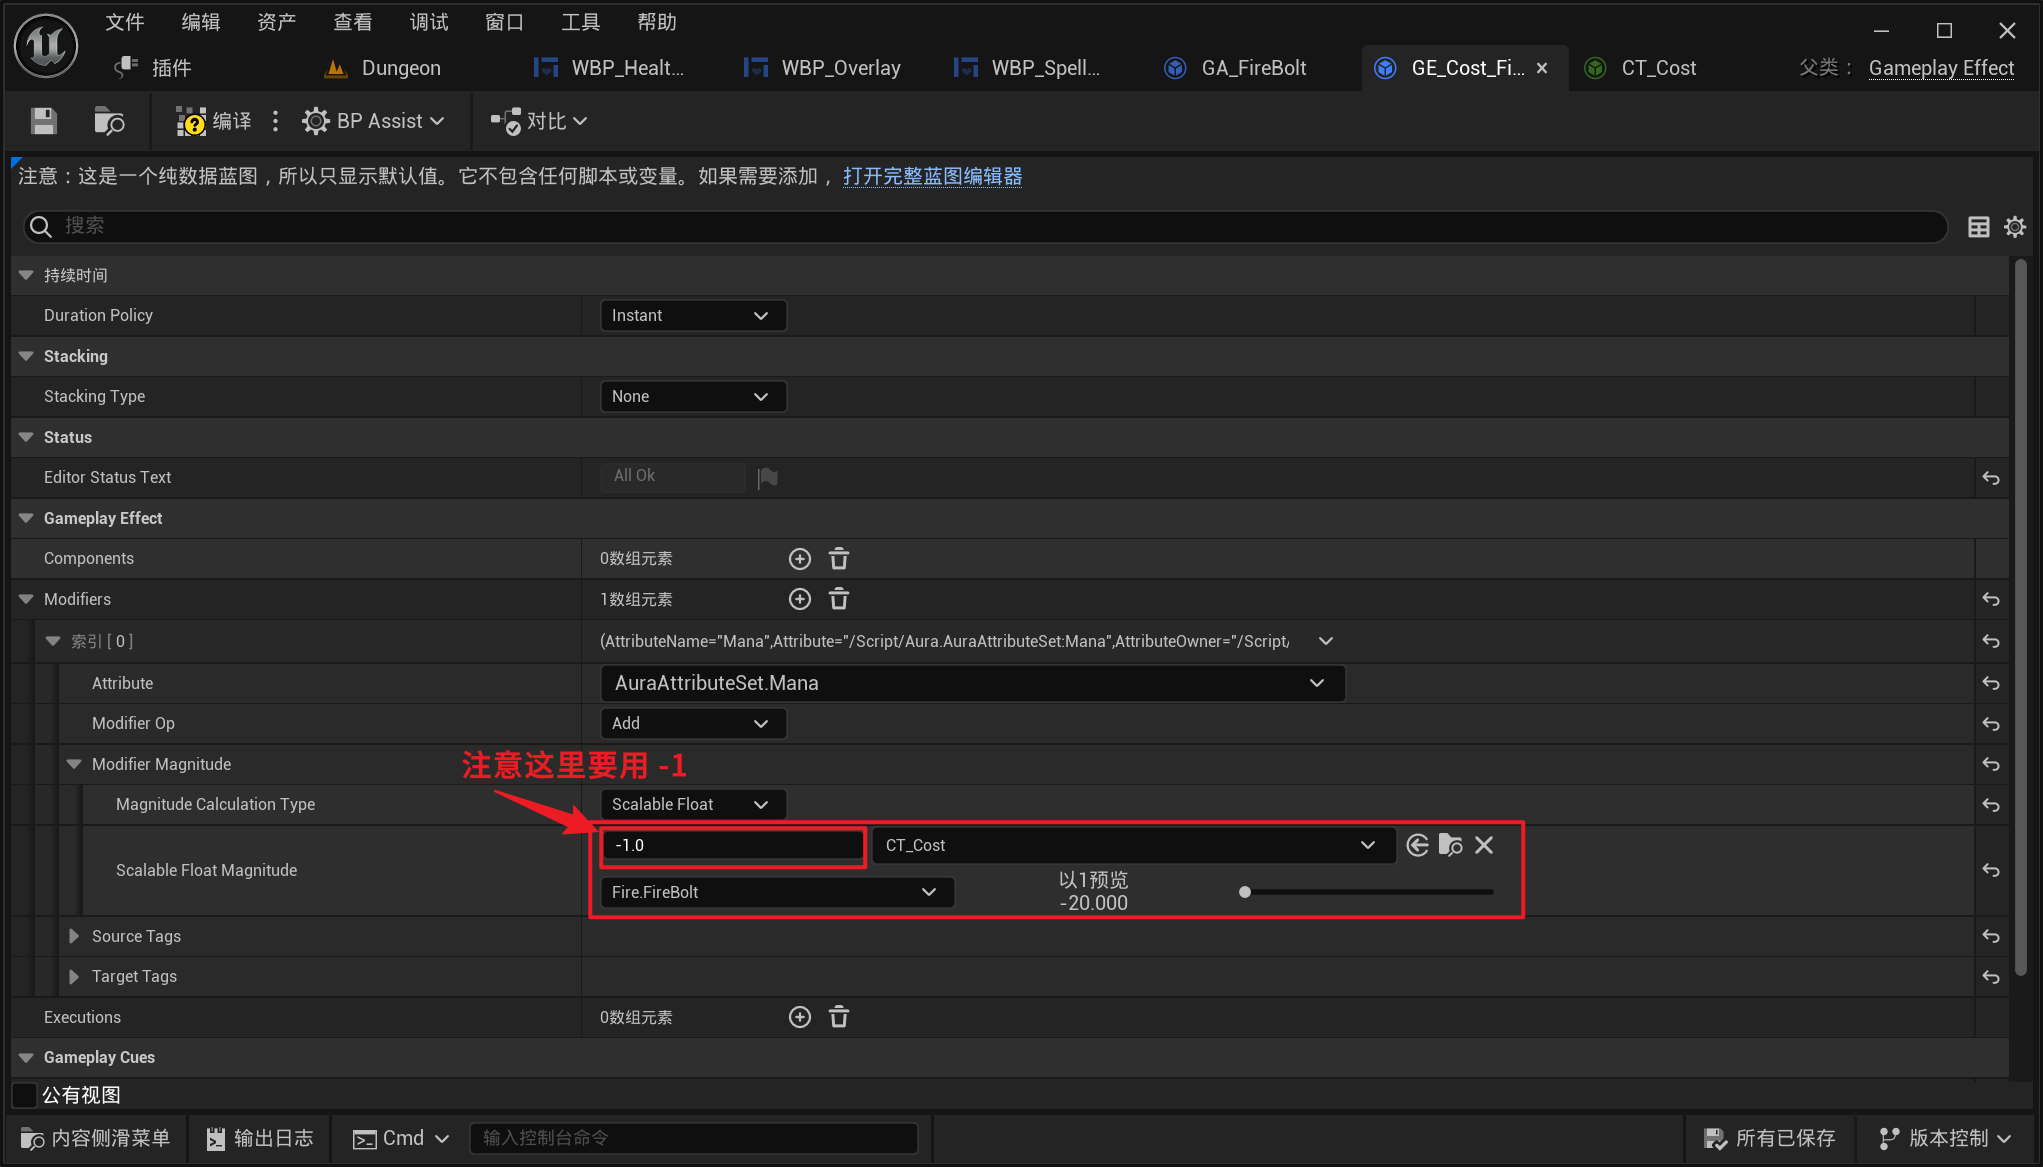 文件 编辑 资产 查看 调试 窗口 工具 帮助
插件 Dungeon WBP_Healt... WBP_Overlay WBP_Spell... GA_FireBolt GE_Cost_Fi... CT_Cost 父类： Gameplay Effect
编译 BP Assist 对比
注意：这是一个纯数据蓝图，所以只显示默认值。它不包含任何脚本或变量。如果需要添加， 打开完整蓝图编辑器
搜索
持续时间
Duration Policy Instant
Stacking
Stacking Type None
Status
Editor Status Text All Ok
Gameplay Effect
Components 0数组元素
Modifiers 1数组元素
索引 [ 0 ] (AttributeName="Mana",Attribute="/Script/Aura.AuraAttributeSet:Mana",AttributeOwner="/Script/
Attribute AuraAttributeSet.Mana
Modifier Op Add
Modifier Magnitude 注意这里要用 -1
Magnitude Calculation Type Scalable Float
-1.0 CT_Cost
Scalable Float Magnitude
Fire.FireBolt 以1预览
-20.000
Source Tags
Target Tags
Executions 0数组元素
Gameplay Cues
公有视图
内容侧滑菜单 输出日志 Cmd 输入控制台命令 所有已保存 版本控制